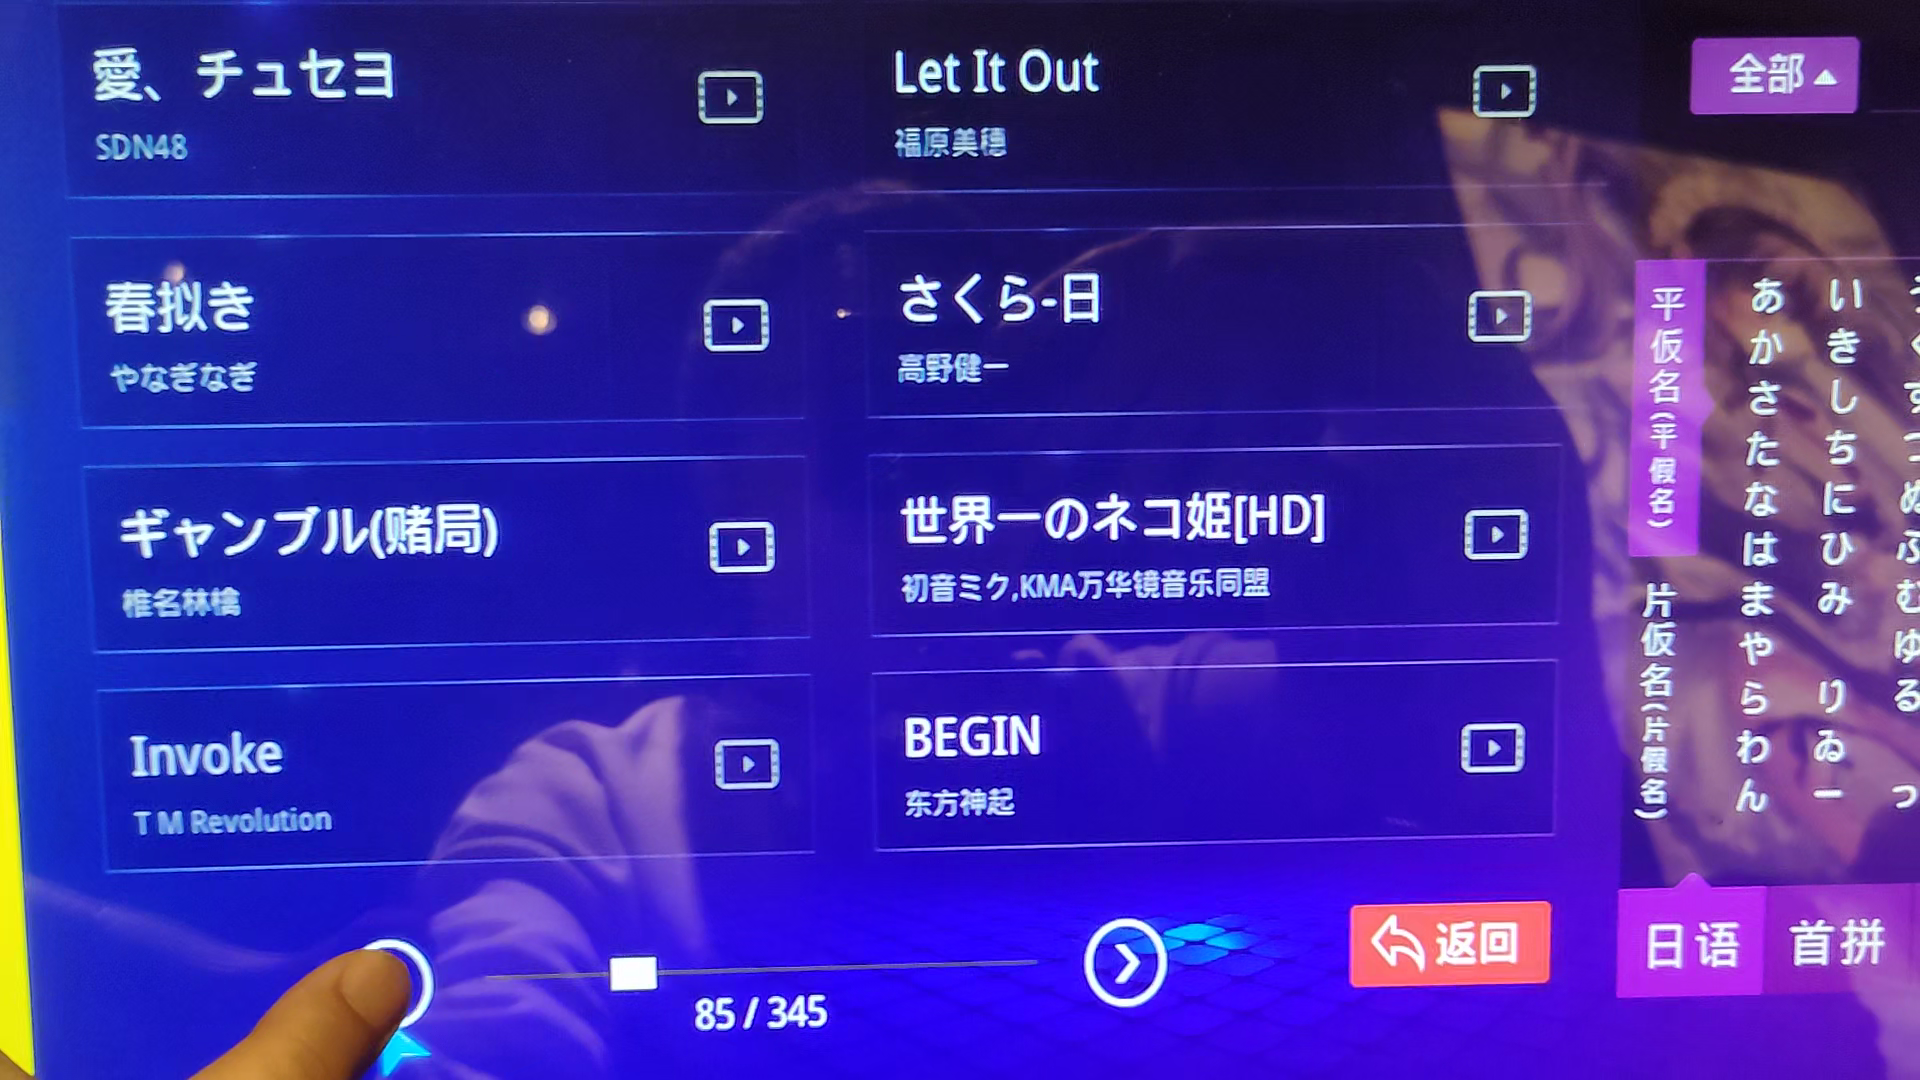 愛、チュセヨ
SDN48
Let It Out
福原美穂
春擬き
やなぎなぎ
さくら-日
高野健一
ギャンブル(赌局)
椎名林檎
世界一のネコ姫[HD]
初音ミク,KMA万华镜音乐同盟
Invoke
T M Revolution
BEGIN
东方神起
85 / 345
返回
全部
平仮名(平假名)
片仮名(片假名)
あ い
か き く
さ し す
た ち つ
な に ぬ
は ひ ふ
ま み む
や ゆ
ら り る
わ ゐ
ん ー っ
日语 首拼